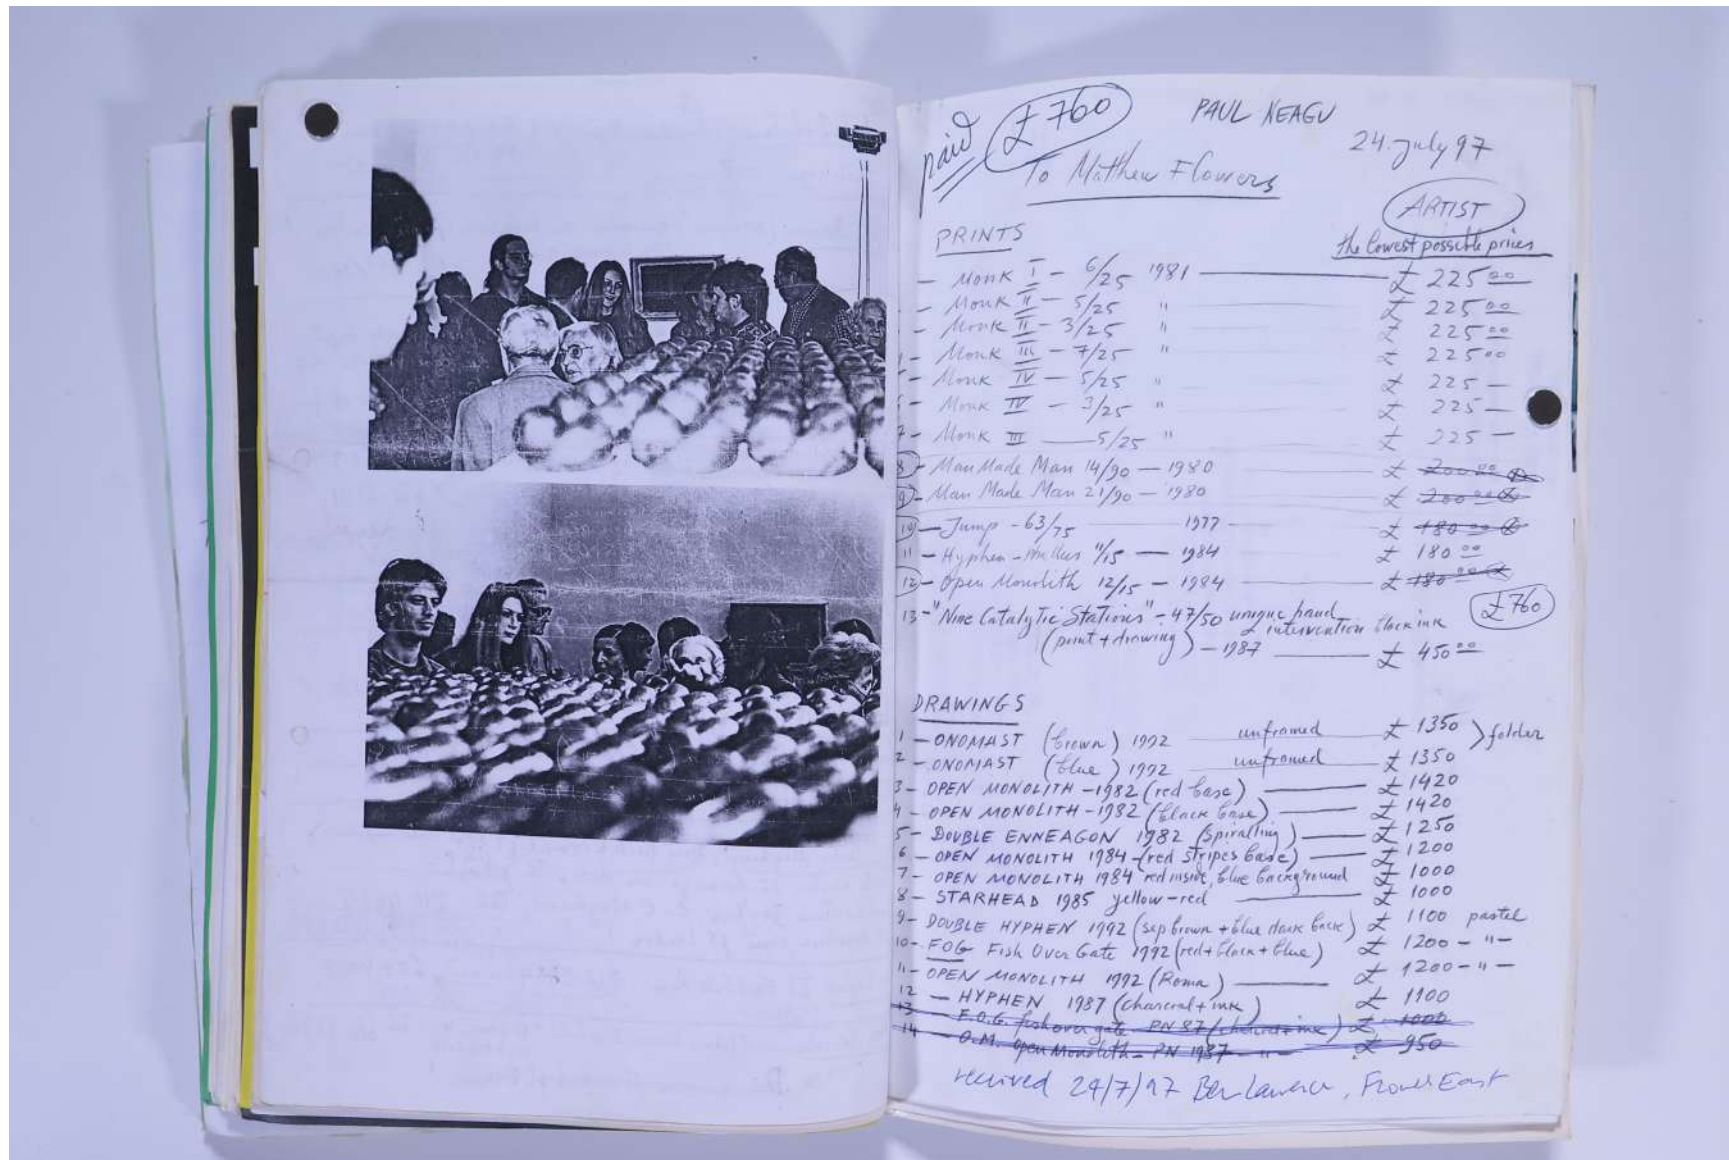 paid £760 PAUL NEAGU
24 July 97
To Matthew Flowers
ARTIST
PRINTS the lowest possible prices
- Monk I - 6/25 1981 £ 225 00
- Monk II - 5/25 " £ 225 00
- Monk II - 3/25 " £ 225 00
- Monk III - 7/25 " £ 225 00
- Monk IV - 5/25 " £ 225 -
- Monk IV - 3/25 " £ 225 -
7 - Monk III - 5/25 " £ 225 -
8 - Man Made Man 14/90 - 1980 £ 200 00
9 - Man Made Man 21/90 - 1980 £ 200 00
10 - Jump - 63/75 1977 £ 180 00
11 - Hyphen - 11/15 - 1984 £ 180 00
12 - Open Monolith 12/15 - 1984 £ 180 00
£760
13 - "Nine Catalytic Stations" - 47/50 unique hand
intervention black ink
(print + drawing) - 1987 £ 450 00
DRAWINGS
1 - ONOMAST (brown) 1992 unframed £ 1350 } folder
2 - ONOMAST (blue) 1992 unframed £ 1350
3 - OPEN MONOLITH - 1982 (red base) £ 1420
4 - OPEN MONOLITH - 1982 (black base) £ 1420
5 - DOUBLE ENNEAGON 1982 (spiralling) £ 1250
6 - OPEN MONOLITH 1984 - (red stripes base) £ 1200
7 - OPEN MONOLITH 1984 red inside, blue background £ 1000
8 - STARHEAD 1985 yellow-red £ 1000
9 - DOUBLE HYPHEN 1992 (sep brown + blue dark back) £ 1100 pastel
10 - FOG Fish Over Gate 1992 (red + black + blue) £ 1200 - " -
11 - OPEN MONOLITH 1992 (Roma) £ 1200 - " -
12 - HYPHEN 1987 (charcoal + ink) £ 1100
13 - F.O.G. fish over gate PN 87 (charcoal + ink) £ 1000
14 - O.M. open Monolith - PN 1987 - " - £ 950
received 24/7/97 Ben , Flowers East